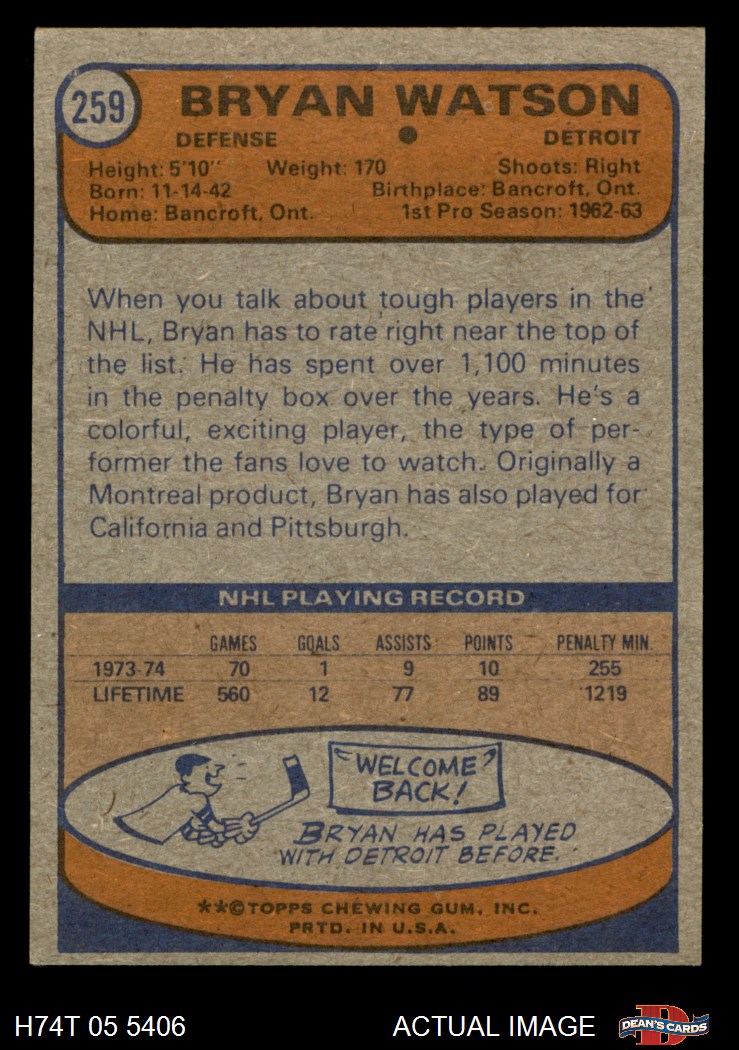 259
BRYAN WATSON
DEFENSE ● DETROIT
Height: 5'10" Weight: 170 Shoots: Right
Born: 11-14-42 Birthplace: Bancroft, Ont.
Home: Bancroft, Ont. 1st Pro Season: 1962-63
When you talk about tough players in the
NHL, Bryan has to rate right near the top of
the list. He has spent over 1,100 minutes
in the penalty box over the years. He's a
colorful, exciting player, the type of per-
former the fans love to watch. Originally a
Montreal product, Bryan has also played for
California and Pittsburgh.
NHL PLAYING RECORD
GAMES GOALS ASSISTS POINTS PENALTY MIN.
1973-74 70 1 9 10 255
LIFETIME 560 12 77 89 1219
"WELCOME
BACK!"
BRYAN HAS PLAYED
WITH DETROIT BEFORE.
**©TOPPS CHEWING GUM, INC.
PRTD. IN U.S.A.
H74T 05 5406 ACTUAL IMAGE D DEAN'S CARDS